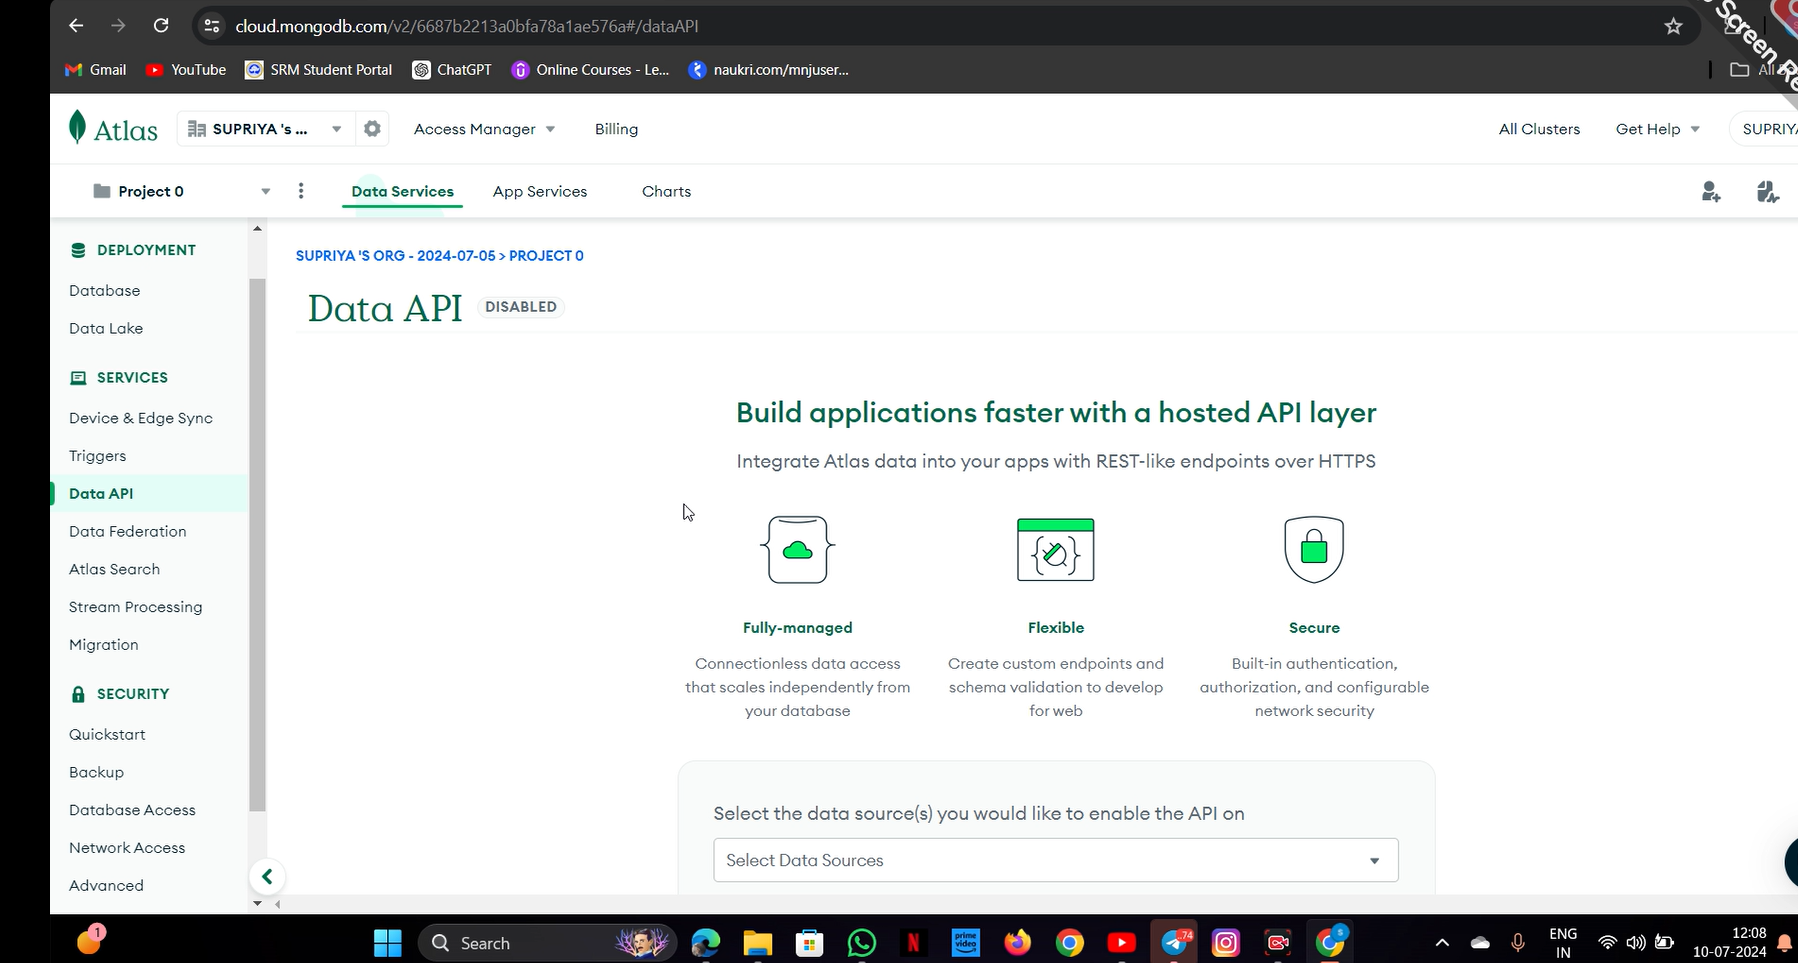 Screen Re
cloud.mongodb.com/v2/6687b2213a0bfa78a1ae576a#/dataAPI
Gmail YouTube SRM Student Portal ChatGPT Online Courses - Le... naukri.com/mnjuser... All
Atlas SUPRIYA 's ... Access Manager Billing All Clusters Get Help SUPRIYA
Project 0 Data Services App Services Charts
DEPLOYMENT
Database
Data Lake
SERVICES
Device & Edge Sync
Triggers
Data API
Data Federation
Atlas Search
Stream Processing
Migration
SECURITY
Quickstart
Backup
Database Access
Network Access
Advanced
SUPRIYA 'S ORG - 2024-07-05 > PROJECT 0
Data API DISABLED
Build applications faster with a hosted API layer
Integrate Atlas data into your apps with REST-like endpoints over HTTPS
Fully-managed
Connectionless data access
that scales independently from
your database
Flexible
Create custom endpoints and
schema validation to develop
for web
Secure
Built-in authentication,
authorization, and configurable
network security
Select the data source(s) you would like to enable the API on
Select Data Sources
1
Search
N
prime
video
74
S
ENG
IN
12:08
10-07-2024